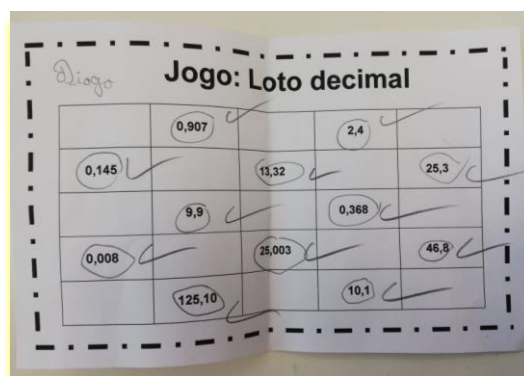 Diogo
Jogo: Loto decimal
0,907 2,4
0,145 13,32 25,3
9,9 0,368
0,008 25,003 46,8
125,10 10,1